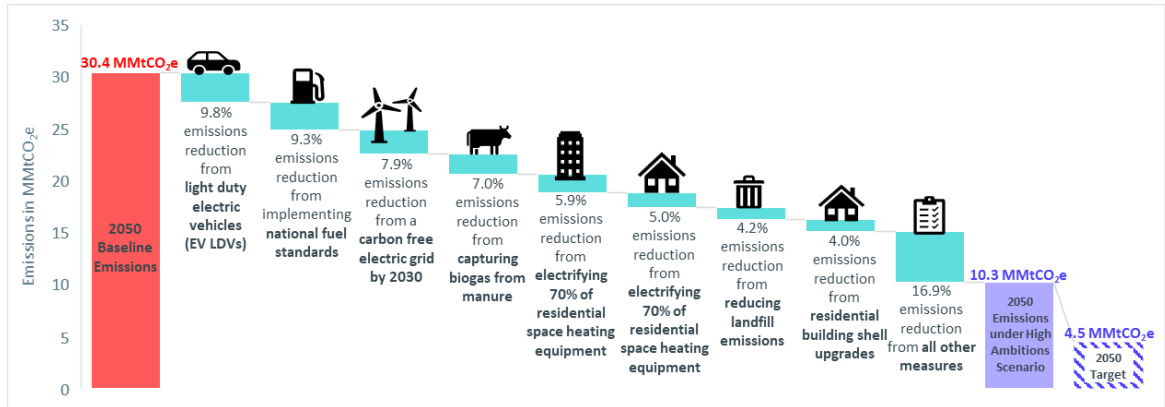 Emissions in MMtCO₂e
35
30
25
20
15
10
5
0
30.4 MMtCO₂e
2050
Baseline
Emissions
9.8%
emissions
reduction
from
light duty
electric
vehicles
(EV LDVs)
9.3%
emissions
reduction
from
implementing
national fuel
standards
7.9%
emissions
reduction
from a
carbon free
electric grid
by 2030
7.0%
emissions
reduction
from
capturing
biogas from
manure
5.9%
emissions
reduction
from
electrifying
70% of
residential
space heating
equipment
5.0%
emissions
reduction
from
electrifying
70% of
residential
space heating
equipment
4.2%
emissions
reduction
from
reducing
landfill
emissions
4.0%
emissions
reduction
from
residential
building shell
upgrades
16.9%
emissions
reduction
from all other
measures
10.3 MMtCO₂e
2050
Emissions
under High
Ambitions
Scenario
4.5 MMtCO₂e
2050
Target